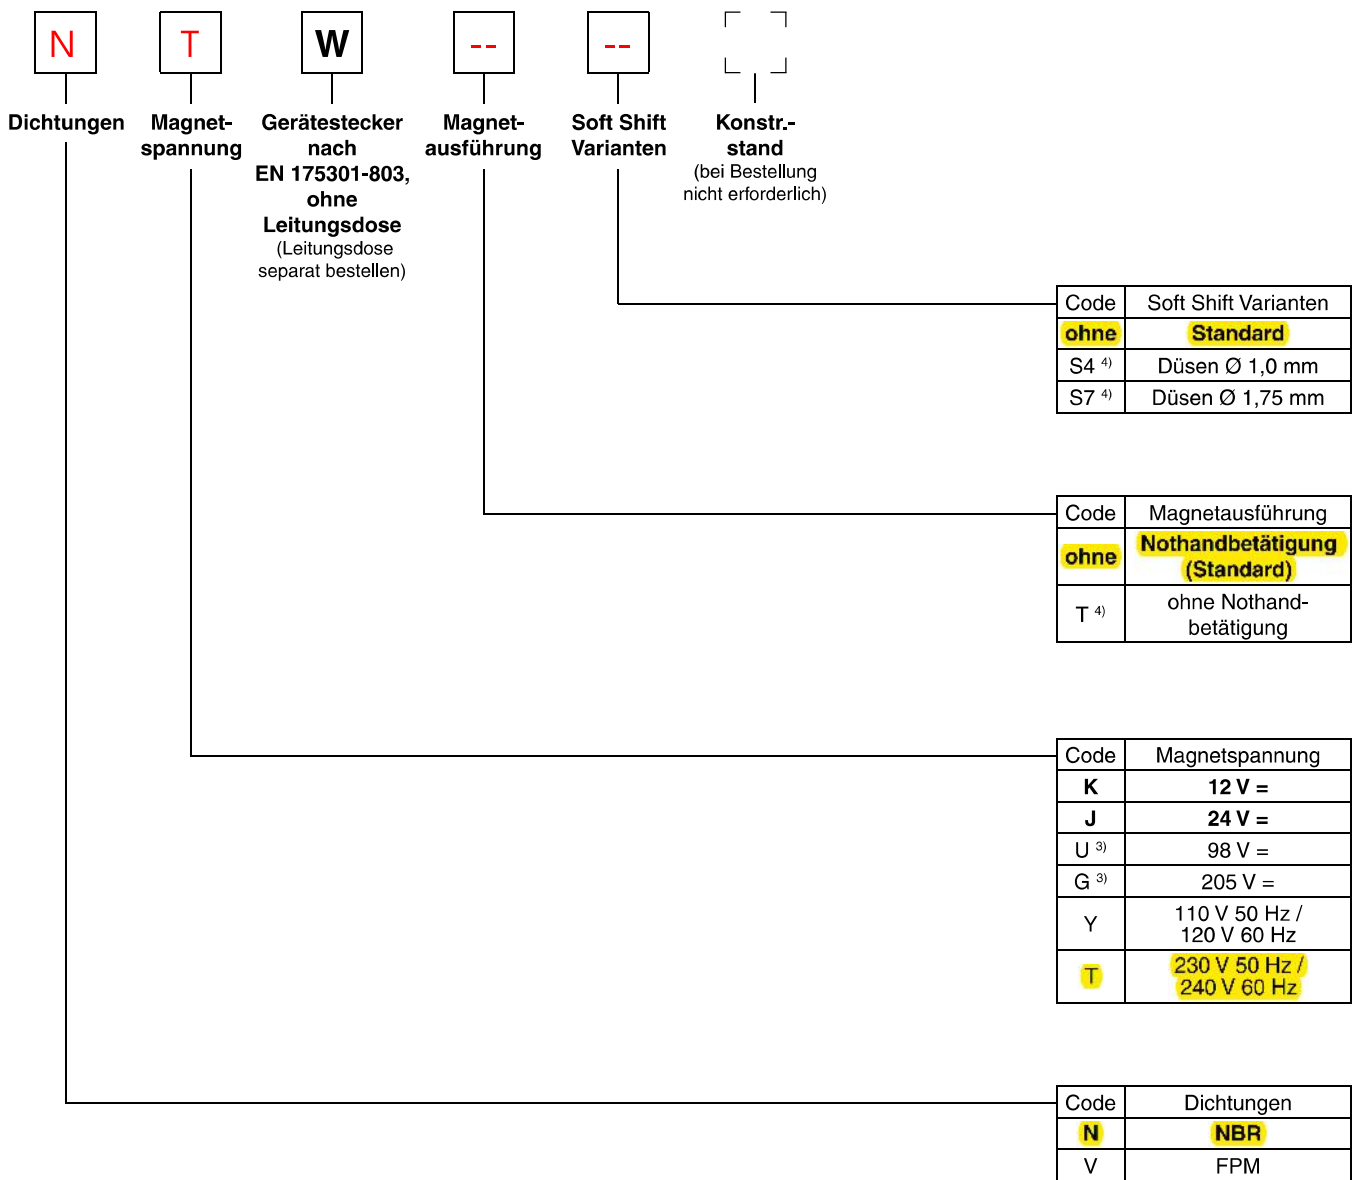 N T W -- --
Dichtungen
Magnet-
spannung
Gerätestecker
nach
EN 175301-803,
ohne
Leitungsdose
(Leitungsdose
separat bestellen)
Magnet-
ausführung
Soft Shift
Varianten
Konstr.-
stand
(bei Bestellung
nicht erforderlich)
Code Soft Shift Varianten
ohne Standard
S4 4) Düsen Ø 1,0 mm
S7 4) Düsen Ø 1,75 mm
Code Magnetausführung
ohne Nothandbetätigung
(Standard)
T 4) ohne Nothand-
betätigung
Code Magnetspannung
K 12 V =
J 24 V =
U 3) 98 V =
G 3) 205 V =
Y 110 V 50 Hz /
120 V 60 Hz
T 230 V 50 Hz /
240 V 60 Hz
Code Dichtungen
N NBR
V FPM